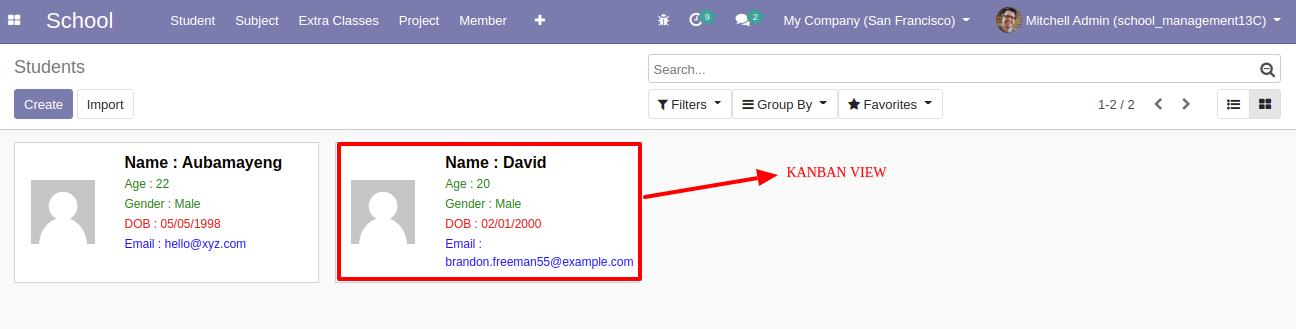 School Student Subject Extra Classes Project Member 9 2 My Company (San Francisco) Mitchell Admin (school_management13C)
Students
Search...
Create Import Filters Group By Favorites 1-2 / 2
Name : Aubamayeng
Age : 22
Gender : Male
DOB : 05/05/1998
Email : hello@xyz.com
Name : David
Age : 20
Gender : Male
DOB : 02/01/2000
Email :
brandon.freeman55@example.com
KANBAN VIEW